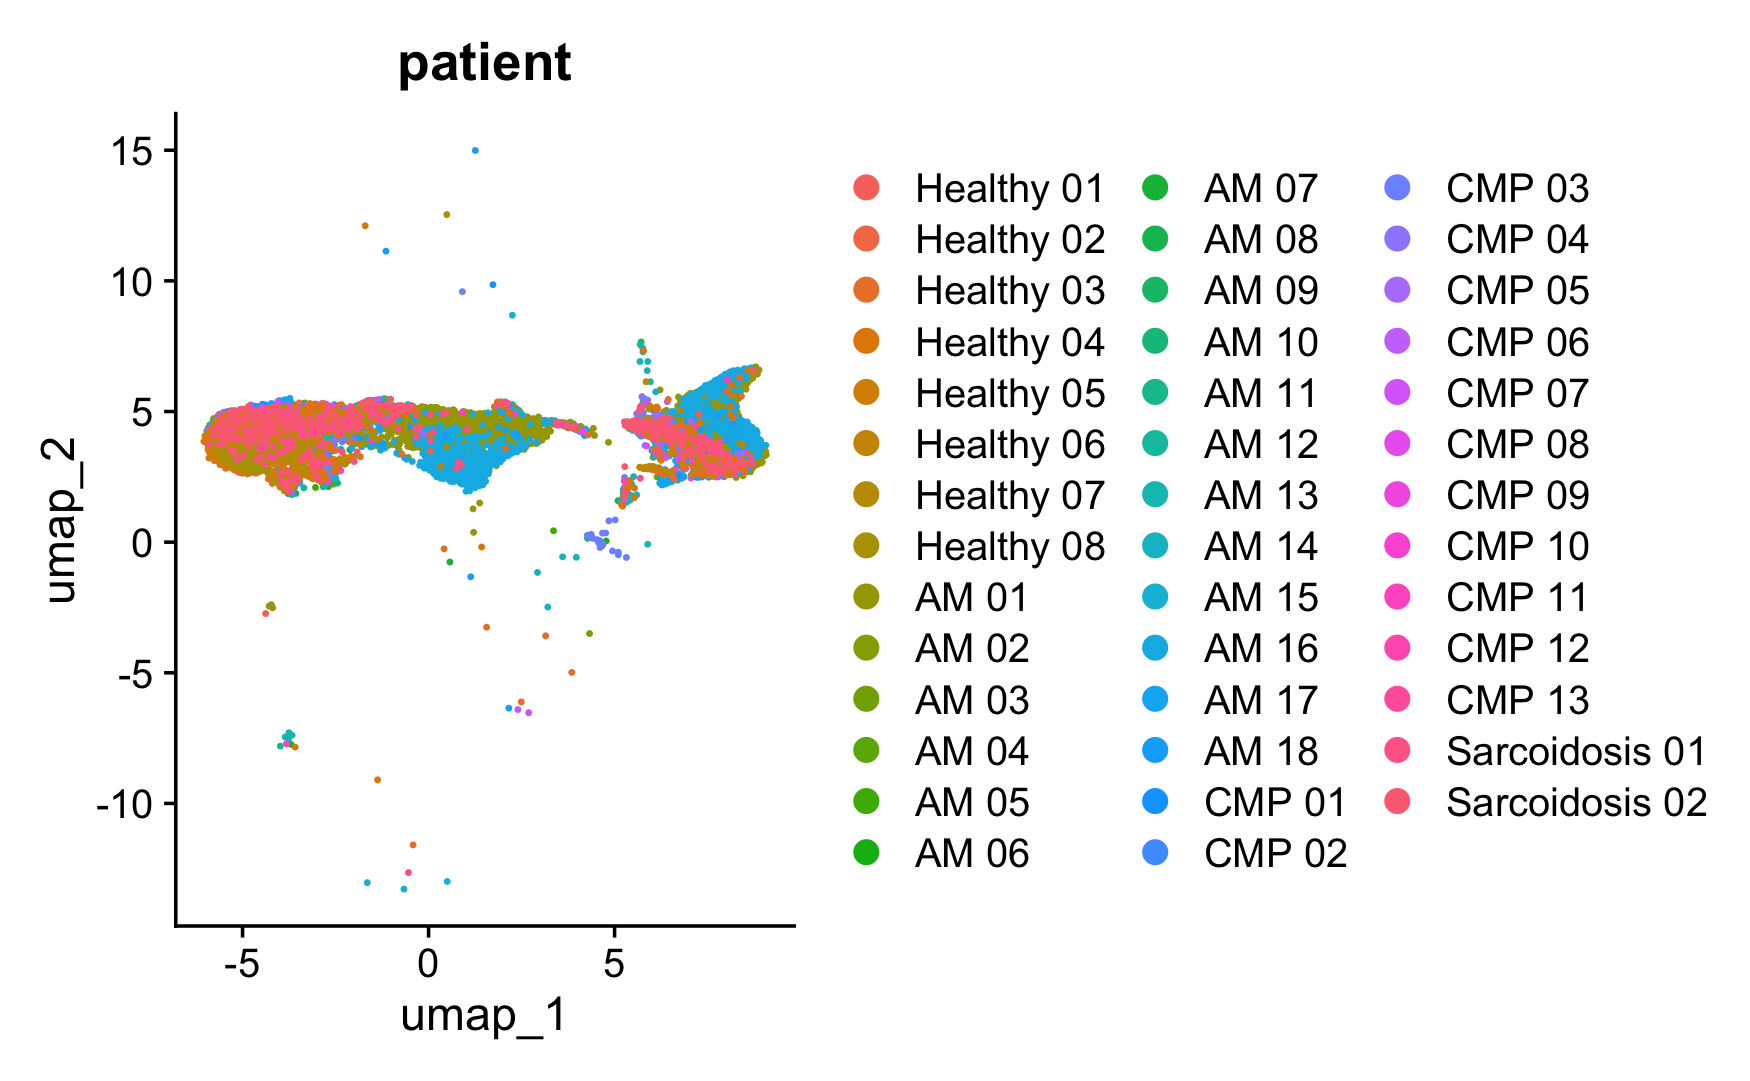 patient
umap_2
15
10
5
0
-5
-10
-5
0
5
umap_1
Healthy 01
Healthy 02
Healthy 03
Healthy 04
Healthy 05
Healthy 06
Healthy 07
Healthy 08
AM 01
AM 02
AM 03
AM 04
AM 05
AM 06
AM 07
AM 08
AM 09
AM 10
AM 11
AM 12
AM 13
AM 14
AM 15
AM 16
AM 17
AM 18
CMP 01
CMP 02
CMP 03
CMP 04
CMP 05
CMP 06
CMP 07
CMP 08
CMP 09
CMP 10
CMP 11
CMP 12
CMP 13
Sarcoidosis 01
Sarcoidosis 02